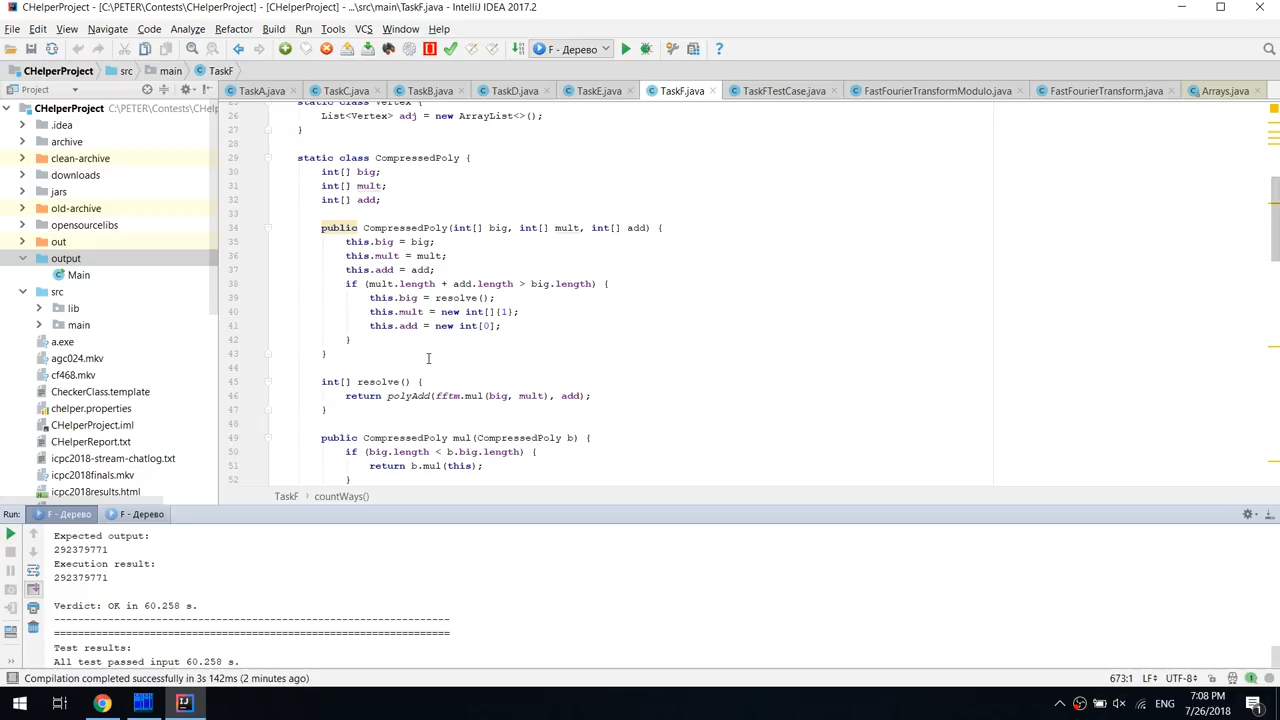 CHelperProject - [C:\PETER\Contests\CHelperProject] - [CHelperProject] - ...\src\main\TaskF.java - IntelliJ IDEA 2017.2
File Edit View Navigate Code Analyze Refactor Build Run Tools VCS Window Help
F - Дерево
CHelperProject src main TaskF
Project
TaskA.java TaskC.java TaskB.java TaskD.java TaskE.java TaskF.java TaskFTestCase.java FastFourierTransformModulo.java FastFourierTransform.java Arrays.java
CHelperProject C:\PETER\Contests\CHelp
.idea
archive
clean-archive
downloads
jars
old-archive
opensourcelibs
out
output
Main
src
lib
main
a.exe
agc024.mkv
cf468.mkv
CheckerClass.template
chelper.properties
CHelperProject.iml
CHelperReport.txt
icpc2018-stream-chatlog.txt
icpc2018finals.mkv
icpc2018results.html
static class Vertex {
26 List<Vertex> adj = new ArrayList<>();
27 }
28
29 static class CompressedPoly {
30 int[] big;
31 int[] mult;
32 int[] add;
33
34 public CompressedPoly(int[] big, int[] mult, int[] add) {
35 this.big = big;
36 this.mult = mult;
37 this.add = add;
38 if (mult.length + add.length > big.length) {
39 this.big = resolve();
40 this.mult = new int[]{1};
41 this.add = new int[0];
42 }
43 }
44
45 int[] resolve() {
46 return polyAdd(fftm.mul(big, mult), add);
47 }
48
49 public CompressedPoly mul(CompressedPoly b) {
50 if (big.length < b.big.length) {
51 return b.mul(this);
52 }
TaskF countWays()
Run: F - Дерево F - Дерево
Expected output:
292379771
Execution result:
292379771
Verdict: OK in 60.258 s.
------------------------------------------------------------------
==================================================================
Test results:
All test passed input 60.258 s.
Compilation completed successfully in 3s 142ms (2 minutes ago)
673:1 LF UTF-8 1
ENG
7:08 PM
7/26/2018
1